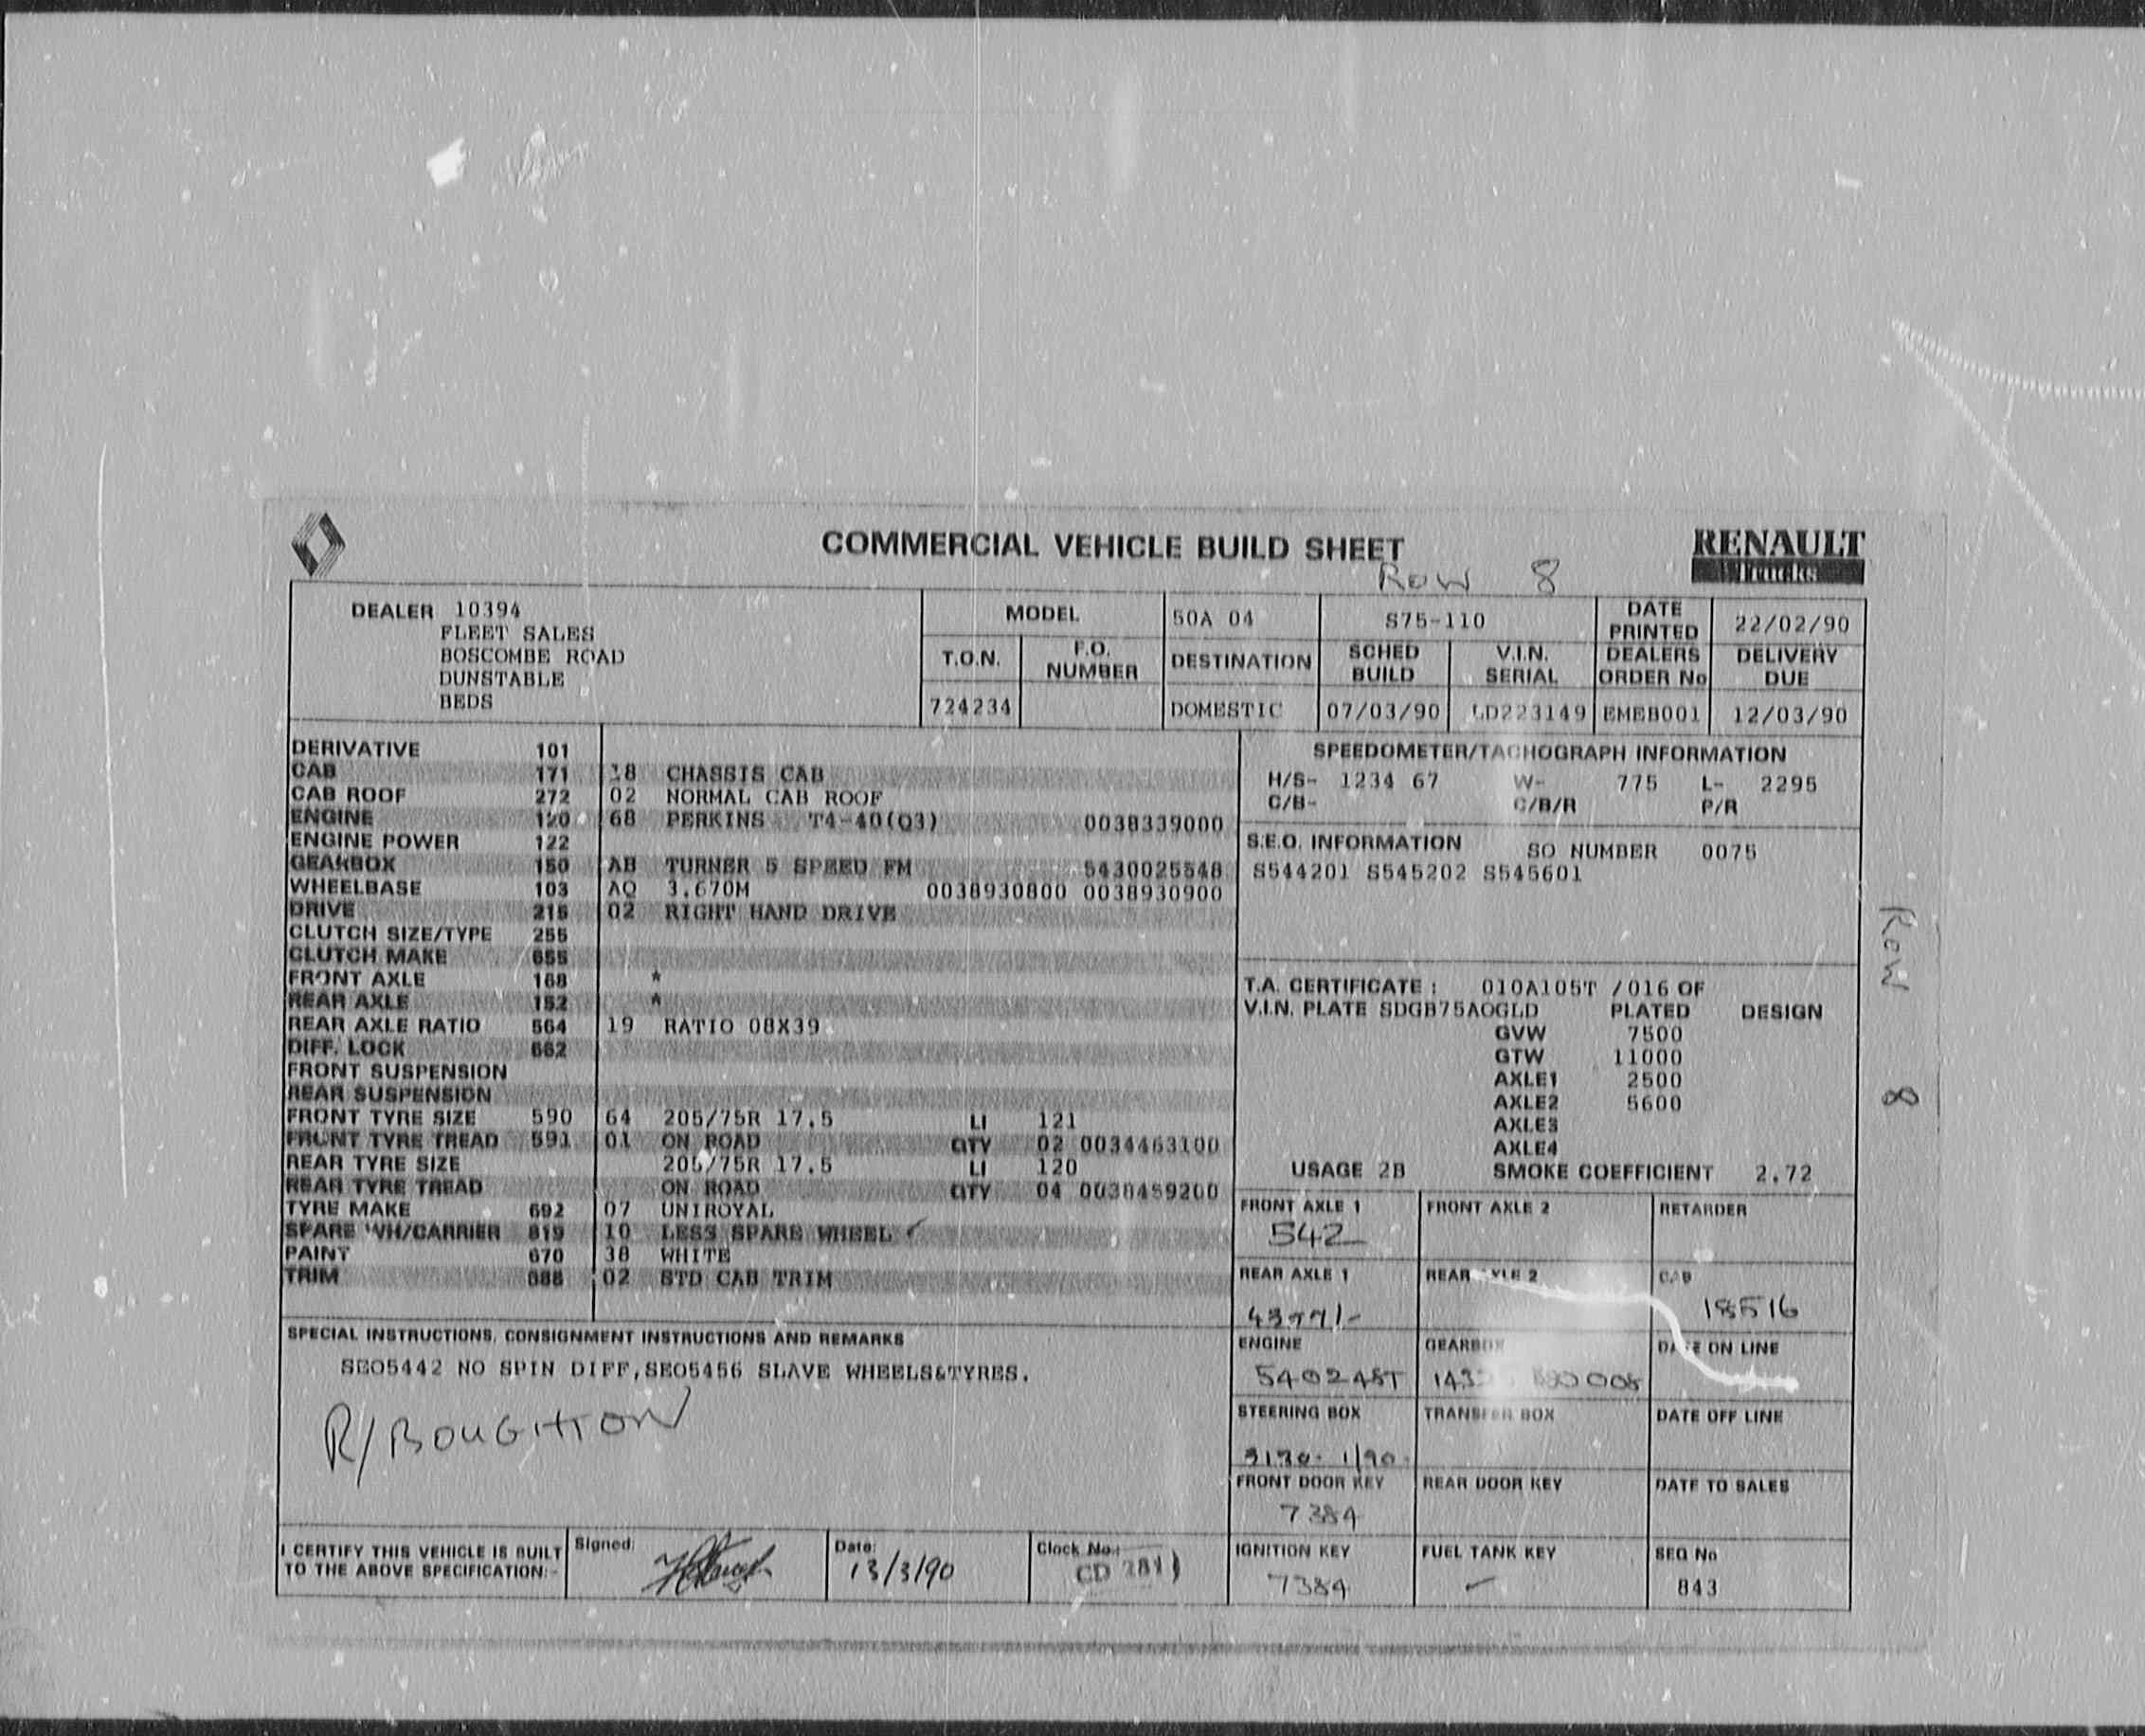 COMMERCIAL VEHICLE BUILD SHEET
RENAULT
Trucks
Row 8
DEALER 10394
FLEET SALES
BOSCOMBE ROAD
DUNSTABLE
BEDS
MODEL 50A 04 S75-110 DATE PRINTED 22/02/90
T.O.N. F.O. NUMBER DESTINATION SCHED BUILD V.I.N. SERIAL DEALERS ORDER No DELIVERY DUE
724234 DOMESTIC 07/03/90 LD223149 EMEB001 12/03/90
DERIVATIVE 101
CAB 171 18 CHASSIS CAB
CAB ROOF 272 02 NORMAL CAB ROOF
ENGINE 120 68 PERKINS T4-40(Q3) 0038339000
ENGINE POWER 122
GEARBOX 150 AB TURNER 5 SPEED FM 5430025548
WHEELBASE 103 AQ 3.670M 0038930800 0038930900
DRIVE 215 02 RIGHT HAND DRIVE
CLUTCH SIZE/TYPE 255
CLUTCH MAKE 655
FRONT AXLE 168 *
REAR AXLE 152 *
REAR AXLE RATIO 564 19 RATIO 08X39
DIFF. LOCK 662
FRONT SUSPENSION
REAR SUSPENSION
FRONT TYRE SIZE 590 64 205/75R 17.5 LI 121
FRONT TYRE TREAD 591 01 ON ROAD QTY 02 0034463100
REAR TYRE SIZE 205/75R 17.5 LI 120
REAR TYRE TREAD ON ROAD QTY 04 0038459200
TYRE MAKE 692 07 UNIROYAL
SPARE WH/CARRIER 819 10 LESS SPARE WHEEL ✓
PAINT 670 38 WHITE
TRIM 688 02 STD CAB TRIM
SPEEDOMETER/TACHOGRAPH INFORMATION
H/S- 1234 67 W- 775 L- 2295
C/B- C/B/R P/R
S.E.O. INFORMATION SO NUMBER 0075
S544201 S545202 S545601
T.A. CERTIFICATE : 010A105T /016 OF
V.I.N. PLATE SDGB75AOGLD PLATED DESIGN
GVW 7500
GTW 11000
AXLE1 2500
AXLE2 5600
AXLE3
AXLE4
USAGE 2B SMOKE COEFFICIENT 2.72
FRONT AXLE 1 FRONT AXLE 2 RETARDER
542
REAR AXLE 1 REAR AXLE 2 CAB
18516
ENGINE GEARBOX DATE ON LINE
540248T
STEERING BOX TRANSFER BOX DATE OFF LINE
1/90
FRONT DOOR KEY REAR DOOR KEY DATE TO SALES
7384
IGNITION KEY FUEL TANK KEY SEQ No
7384 - 843
SPECIAL INSTRUCTIONS, CONSIGNMENT INSTRUCTIONS AND REMARKS
SEO5442 NO SPIN DIFF,SEO5456 SLAVE WHEELS&TYRES.
R/BOUGHTON
I CERTIFY THIS VEHICLE IS BUILT
TO THE ABOVE SPECIFICATION:-
Signed:
Date: 13/3/90
Clock No.: CD 2811
Row 8